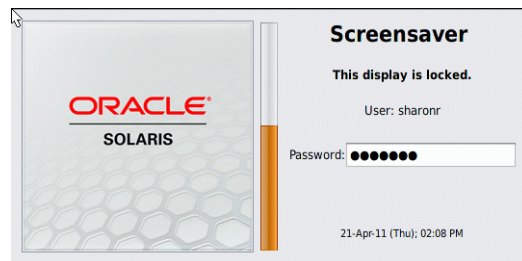 ORACLE®
SOLARIS
Screensaver
This display is locked.
User: sharonr
Password: ●●●●●●●
21-Apr-11 (Thu); 02:08 PM